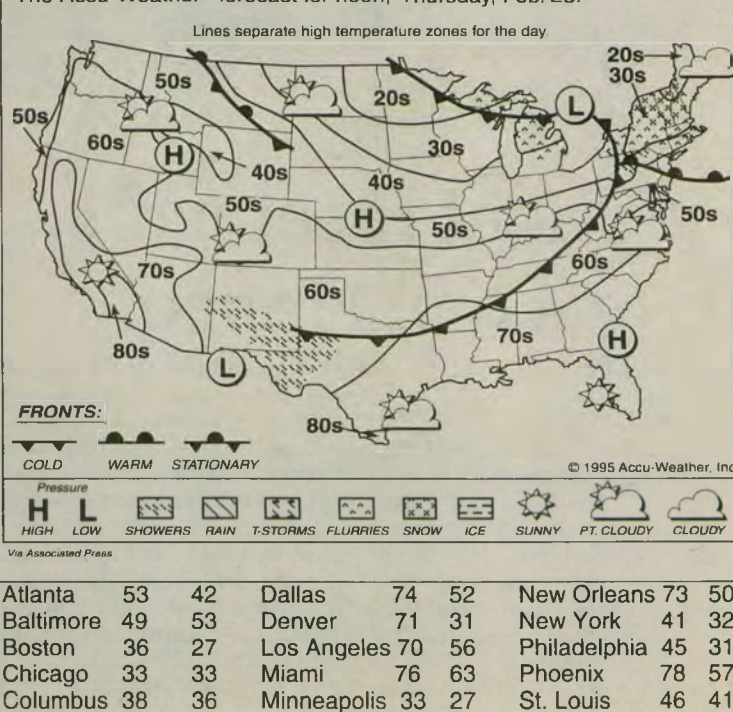 Lines separate high temperature zones for the day.
20s
30s
50s
20s
50s
60s
30s
H
L
40s
40s
50s
H
50s
50s
60s
70s
60s
70s
H
80s
L
80s
FRONTS:
COLD WARM STATIONARY
© 1995 Accu-Weather, Inc
Pressure
H L
HIGH LOW SHOWERS RAIN T-STORMS FLURRIES SNOW ICE SUNNY PT. CLOUDY CLOUDY
Via Associated Press
Atlanta 53 42 Dallas 74 52 New Orleans 73 50
Baltimore 49 53 Denver 71 31 New York 41 32
Boston 36 27 Los Angeles 70 56 Philadelphia 45 31
Chicago 33 33 Miami 76 63 Phoenix 78 57
Columbus 38 36 Minneapolis 33 27 St. Louis 46 41